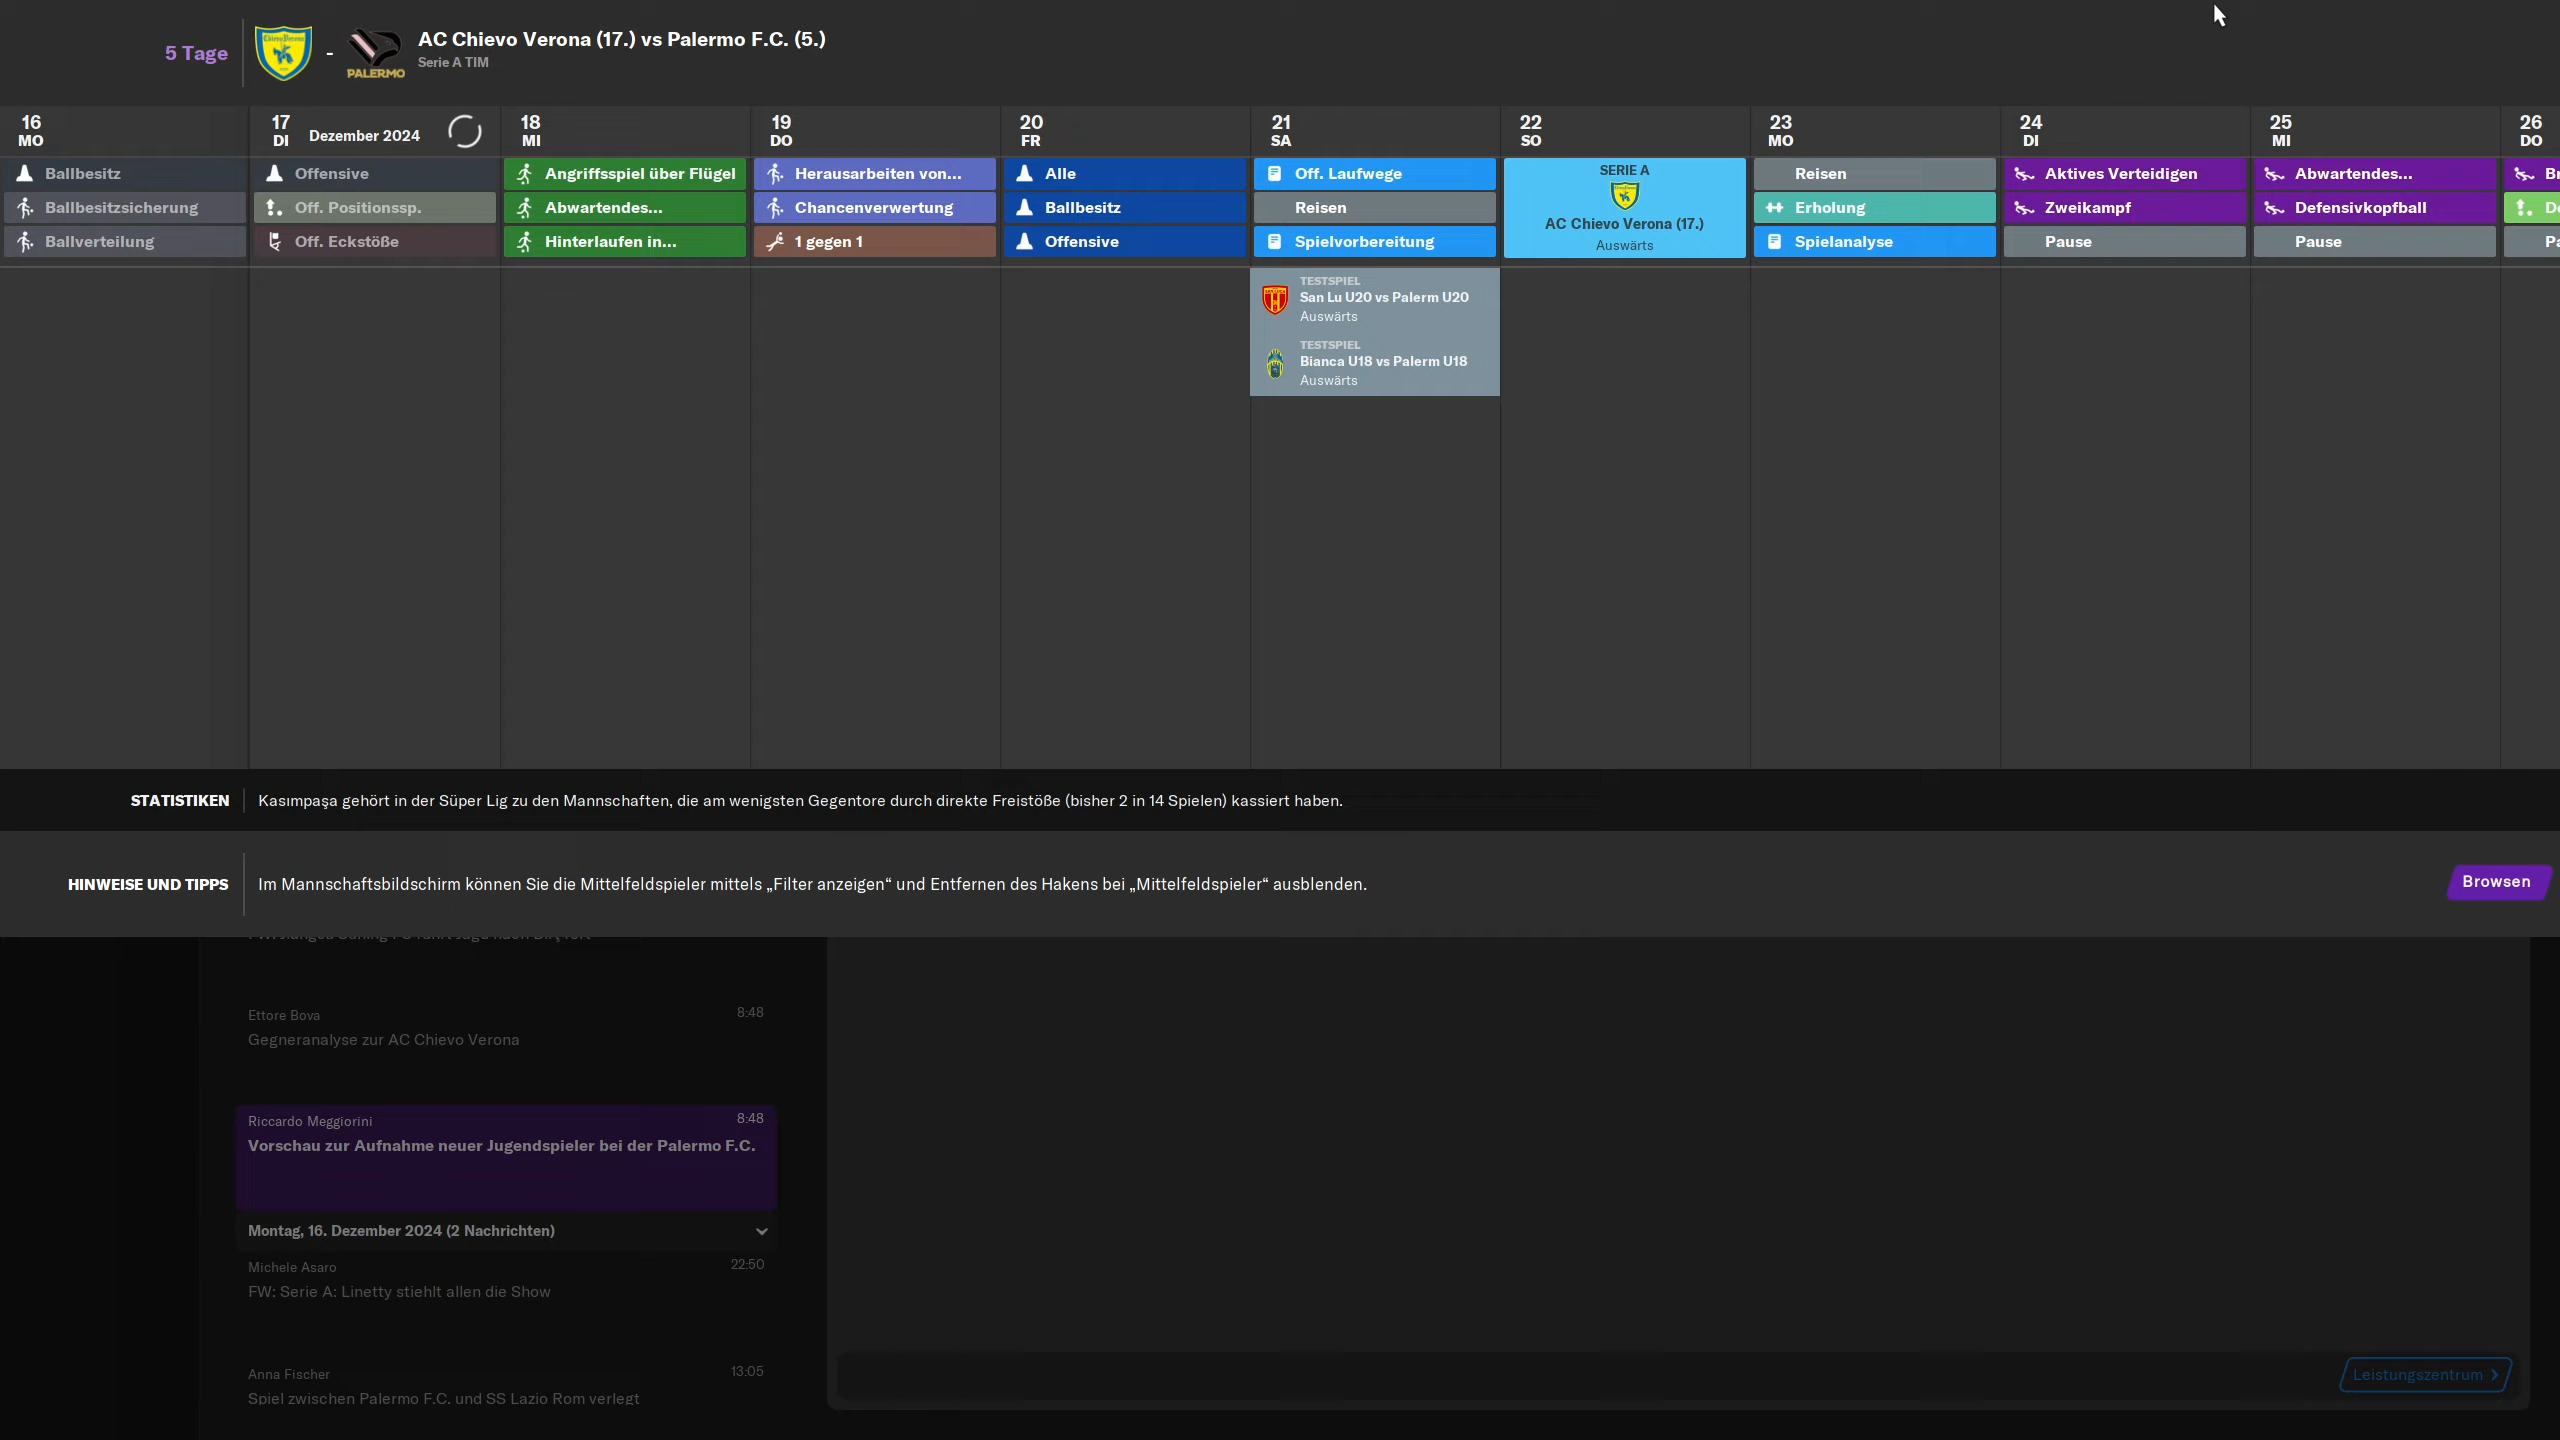 5 Tage
-
PALERMO
AC Chievo Verona (17.) vs Palermo F.C. (5.)
Serie A TIM
16
MO
Ballbesitz
Ballbesitzsicherung
Ballverteilung
17
DI
Dezember 2024
Offensive
Off. Positionssp.
Off. Eckstöße
18
MI
Angriffsspiel über Flügel
Abwartendes...
Hinterlaufen in...
19
DO
Herausarbeiten von...
Chancenverwertung
1 gegen 1
20
FR
Alle
Ballbesitz
Offensive
21
SA
Off. Laufwege
Reisen
Spielvorbereitung
TESTSPIEL
San Lu U20 vs Palerm U20
Auswärts
TESTSPIEL
Bianca U18 vs Palerm U18
Auswärts
22
SO
SERIE A
AC Chievo Verona (17.)
Auswärts
23
MO
Reisen
Erholung
Spielanalyse
24
DI
Aktives Verteidigen
Zweikampf
Pause
25
MI
Abwartendes...
Defensivkopfball
Pause
26
DO
STATISTIKEN
Kasımpaşa gehört in der Süper Lig zu den Mannschaften, die am wenigsten Gegentore durch direkte Freistöße (bisher 2 in 14 Spielen) kassiert haben.
HINWEISE UND TIPPS
Im Mannschaftsbildschirm können Sie die Mittelfeldspieler mittels „Filter anzeigen“ und Entfernen des Hakens bei „Mittelfeldspieler“ ausblenden.
Browsen
Ettore Bova
8:48
Gegneranalyse zur AC Chievo Verona
Riccardo Meggiorini
8:48
Vorschau zur Aufnahme neuer Jugendspieler bei der Palermo F.C.
Montag, 16. Dezember 2024 (2 Nachrichten)
Michele Asaro
22:50
FW: Serie A: Linetty stiehlt allen die Show
Anna Fischer
13:05
Spiel zwischen Palermo F.C. und SS Lazio Rom verlegt
Leistungszentrum